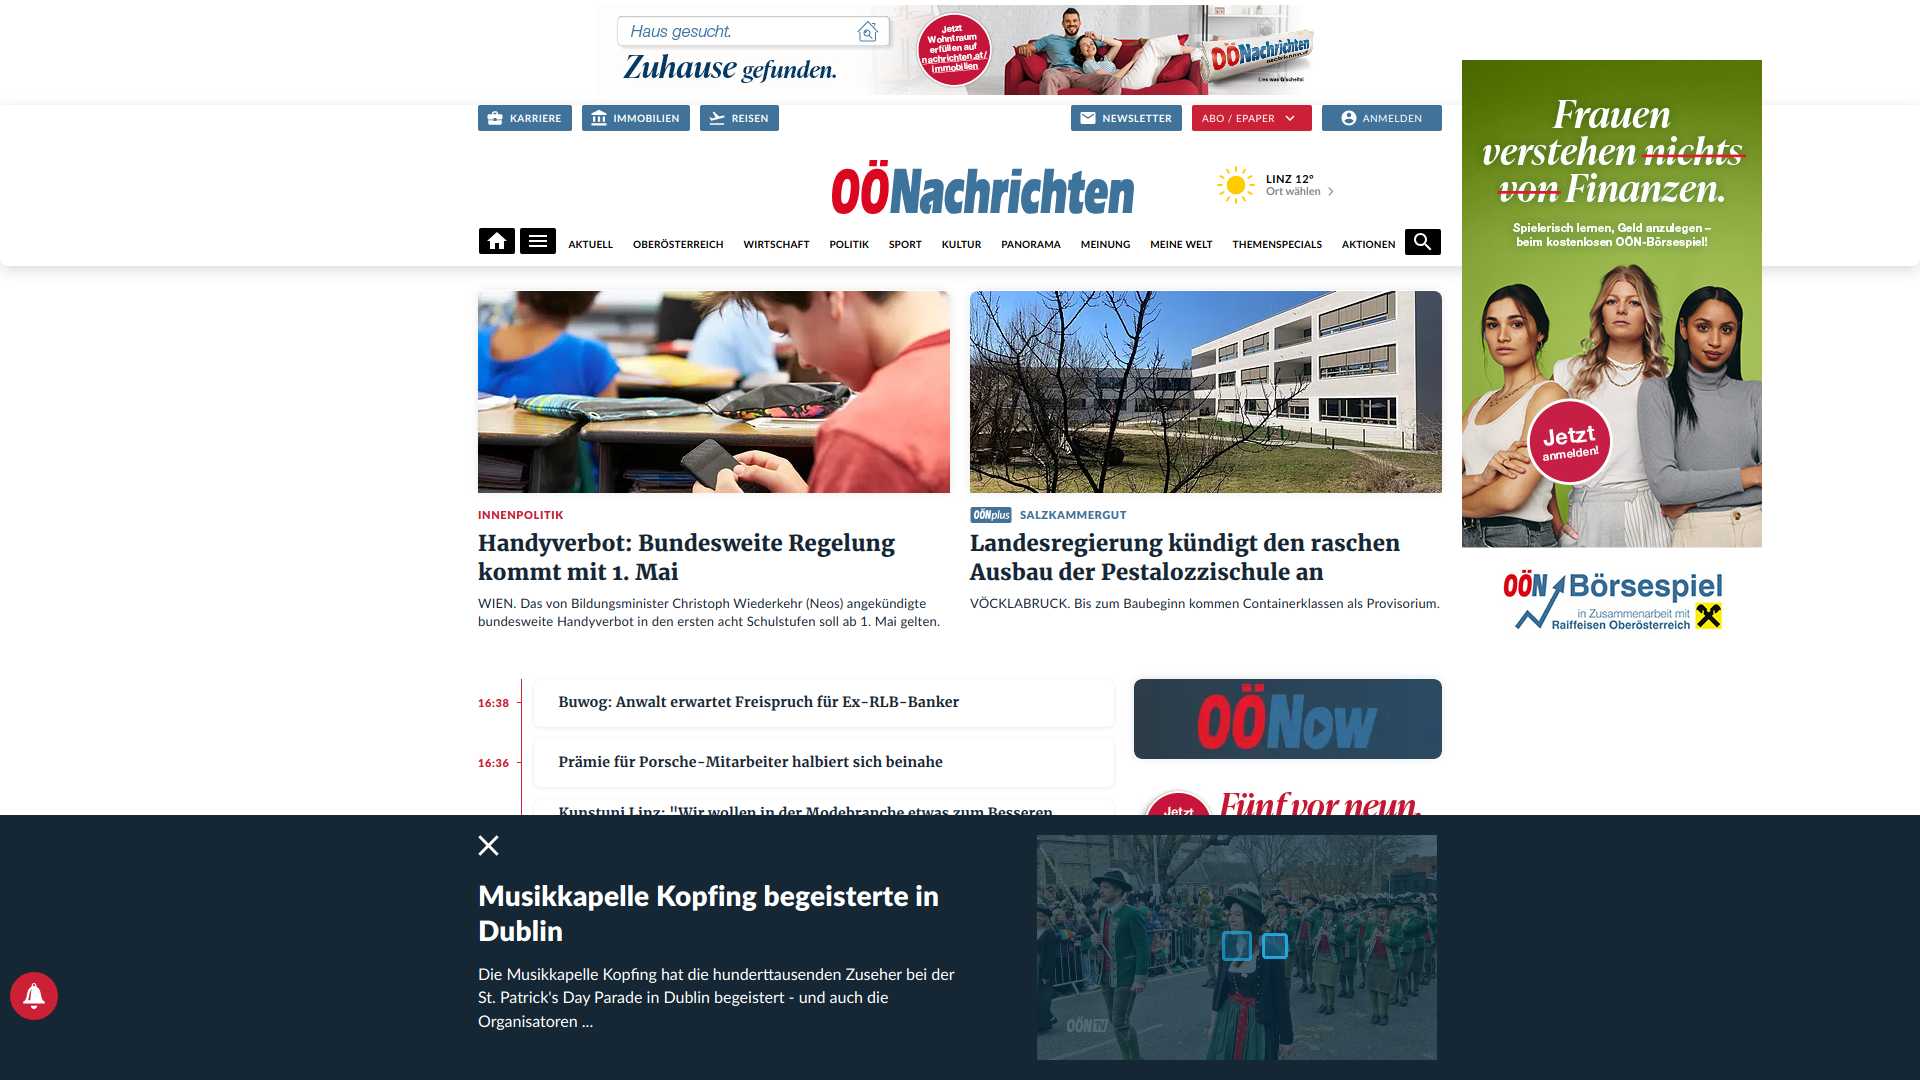 Haus gesucht.
Zuhause gefunden.
Jetzt
Wohntraum
erfüllen auf
nachrichten.at/
immobilien
OÖNachrichten
Lies was G'scheits!
KARRIERE
IMMOBILIEN
REISEN
NEWSLETTER
ABO / EPAPER
ANMELDEN
OÖNachrichten
LINZ 12°
Ort wählen
AKTUELL
OBERÖSTERREICH
WIRTSCHAFT
POLITIK
SPORT
KULTUR
PANORAMA
MEINUNG
MEINE WELT
THEMENSPECIALS
AKTIONEN
Frauen
verstehen nichts
von Finanzen.
Spielerisch lernen, Geld anzulegen –
beim kostenlosen OÖN-Börsespiel!
Jetzt
anmelden!
OÖN Börsespiel
in Zusammenarbeit mit
Raiffeisen Oberösterreich
INNENPOLITIK
Handyverbot: Bundesweite Regelung
kommt mit 1. Mai
WIEN. Das von Bildungsminister Christoph Wiederkehr (Neos) angekündigte
bundesweite Handyverbot in den ersten acht Schulstufen soll ab 1. Mai gelten.
OÖNplus SALZKAMMERGUT
Landesregierung kündigt den raschen
Ausbau der Pestalozzischule an
VÖCKLABRUCK. Bis zum Baubeginn kommen Containerklassen als Provisorium.
16:38 Buwog: Anwalt erwartet Freispruch für Ex-RLB-Banker
16:36 Prämie für Porsche-Mitarbeiter halbiert sich beinahe
Kunstuni Linz: "Wir wollen in der Modebranche etwas zum Besseren
OÖNow
Jetzt
Fünf vor neun.
Musikkapelle Kopfing begeisterte in
Dublin
Die Musikkapelle Kopfing hat die hunderttausenden Zuseher bei der
St. Patrick's Day Parade in Dublin begeistert - und auch die
Organisatoren ...
OÖNTV